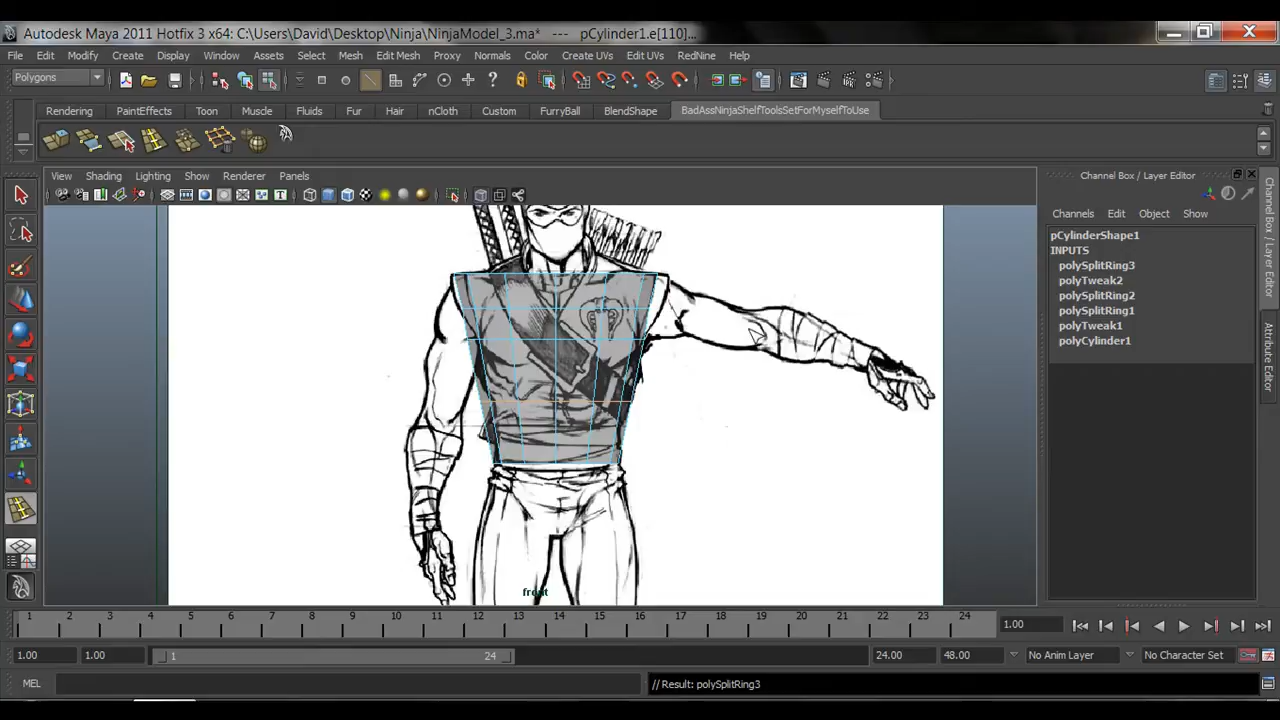 Autodesk Maya 2011 Hotfix 3 x64: C:\Users\David\Desktop\Ninja\NinjaModel_3.ma* --- pCylinder1.e[110]...
File Edit Modify Create Display Window Assets Select Mesh Edit Mesh Proxy Normals Color Create UVs Edit UVs RedNine Help
Polygons
Rendering PaintEffects Toon Muscle Fluids Fur Hair nCloth Custom FurryBall BlendShape BadAssNinjaShelfToolsSetForMyselfToUse
View Shading Lighting Show Renderer Panels
Channel Box / Layer Editor
Channels Edit Object Show
pCylinderShape1
INPUTS
polySplitRing3
polyTweak2
polySplitRing2
polySplitRing1
polyTweak1
polyCylinder1
Channel Box / Layer Editor
Attribute Editor
front
1 2 3 4 5 6 7 8 9 10 11 12 13 14 15 16 17 18 19 20 21 22 23 24 1.00
1.00 1.00 1 24 24.00 48.00 No Anim Layer No Character Set
MEL // Result: polySplitRing3